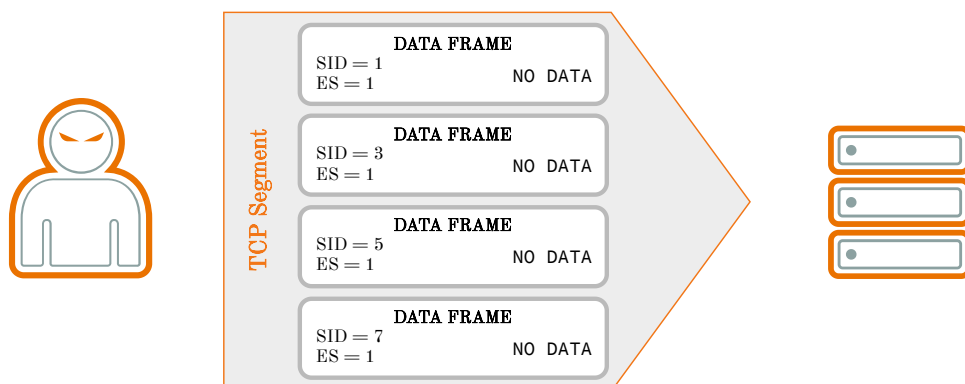 TCP Segment
DATA FRAME
SID = 1
ES = 1
NO DATA
DATA FRAME
SID = 3
ES = 1
NO DATA
DATA FRAME
SID = 5
ES = 1
NO DATA
DATA FRAME
SID = 7
ES = 1
NO DATA